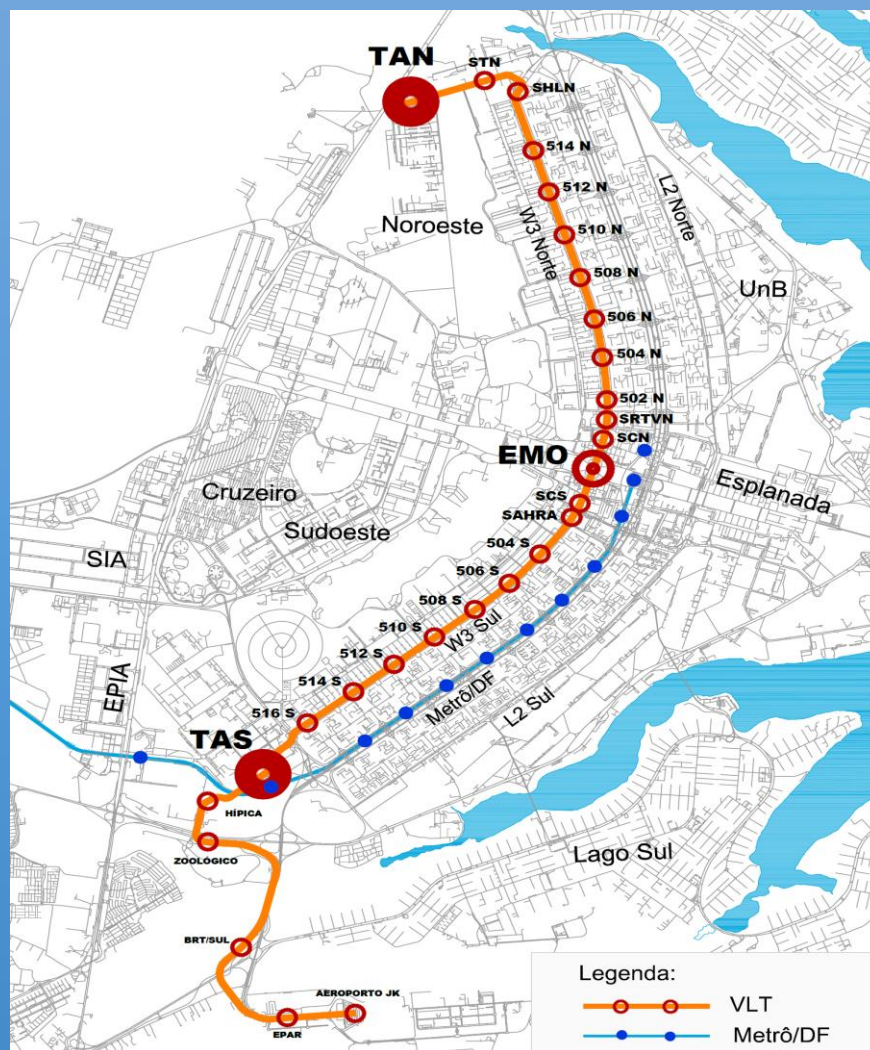 TAN
STN
SHLN
514 N
512 N
Noroeste
W3 Norte
L2 Norte
510 N
508 N
UnB
506 N
504 N
502 N
SRTVN
SCN
EMO
Esplanada
Cruzeiro
SCS
SAHRA
Sudoeste
SIA
504 S
506 S
508 S
510 S
W3 Sul
512 S
514 S
Metrô/DF
L2 Sul
EPIA
516 S
TAS
HÍPICA
ZOOLÓGICO
Lago Sul
BRT/SUL
AEROPORTO JK
EPAR
Legenda:
VLT
Metrô/DF